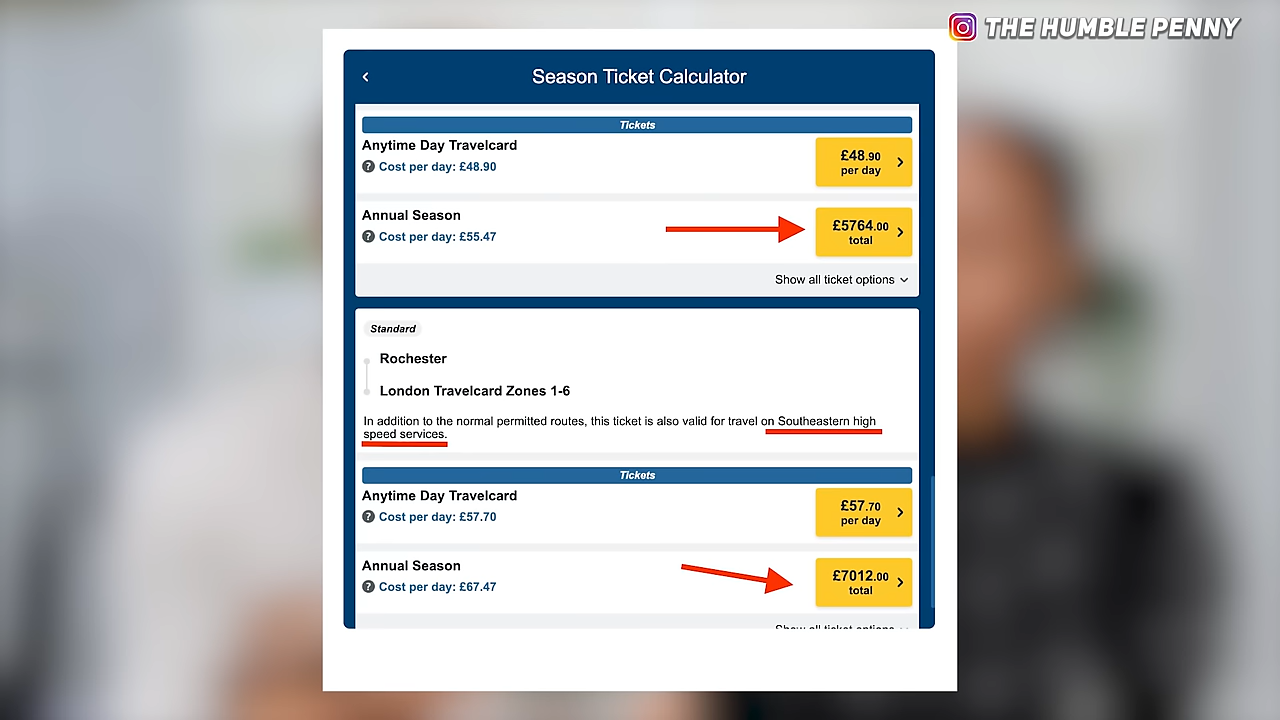 THE HUMBLE PENNY
Season Ticket Calculator
Tickets
Anytime Day Travelcard
£48.90
? Cost per day: £48.90
per day
Annual Season
£5764.00
? Cost per day: £55.47
total
Show all ticket options
Standard
Rochester
London Travelcard Zones 1-6
In addition to the normal permitted routes, this ticket is also valid for travel on Southeastern high
speed services.
Tickets
Anytime Day Travelcard
£57.70
? Cost per day: £57.70
per day
Annual Season
£7012.00
? Cost per day: £67.47
total
Show all ticket options